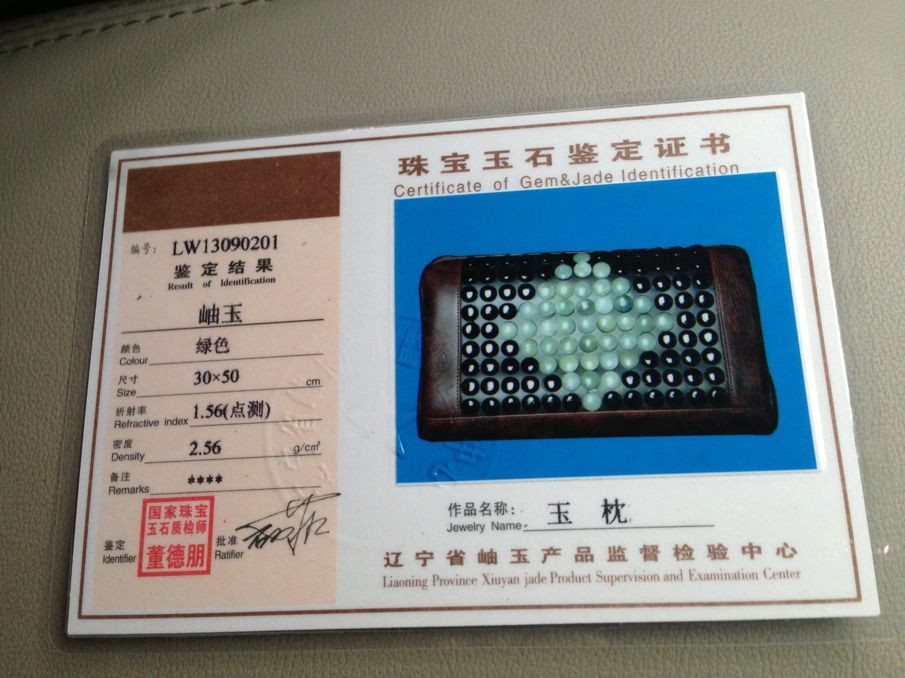 珠宝玉石鉴定证书
Certificate of Gem&Jade Identification
编号: LW13090201
鉴定结果
Result of Identification
岫玉
颜色 绿色
Colour
尺寸 30×50 cm
Size
折射率 1.56(点测)
Refractive index
密度 2.56 g/cm³
Density
备注 ****
Remarks
国家珠宝
玉石质检师
董德朋
鉴定 批准
Identifier Ratifier
作品名称: 玉枕
Jewelry Name
辽宁省岫玉产品监督检验中心
Liaoning Province Xiuyan jade Product Supervision and Examination Center